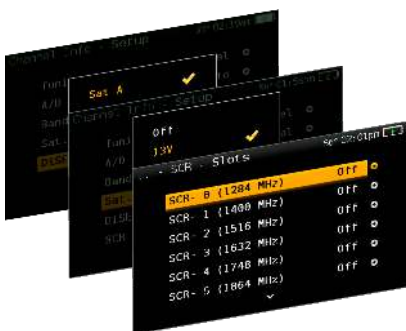 Channel Info - Setup
Tuni
A/D
Band
Sat.
Sat A
Channel Info - Setup
Tuni
A/D
Band
Sat.
DISE
SCR
Off
13V
SCR - Slots
SCR- 0 (1284 MHz) Off
SCR- 1 (1400 MHz) Off
SCR- 2 (1516 MHz) Off
SCR- 3 (1632 MHz) Off
SCR- 4 (1748 MHz) Off
SCR- 5 (1864 MHz) Off